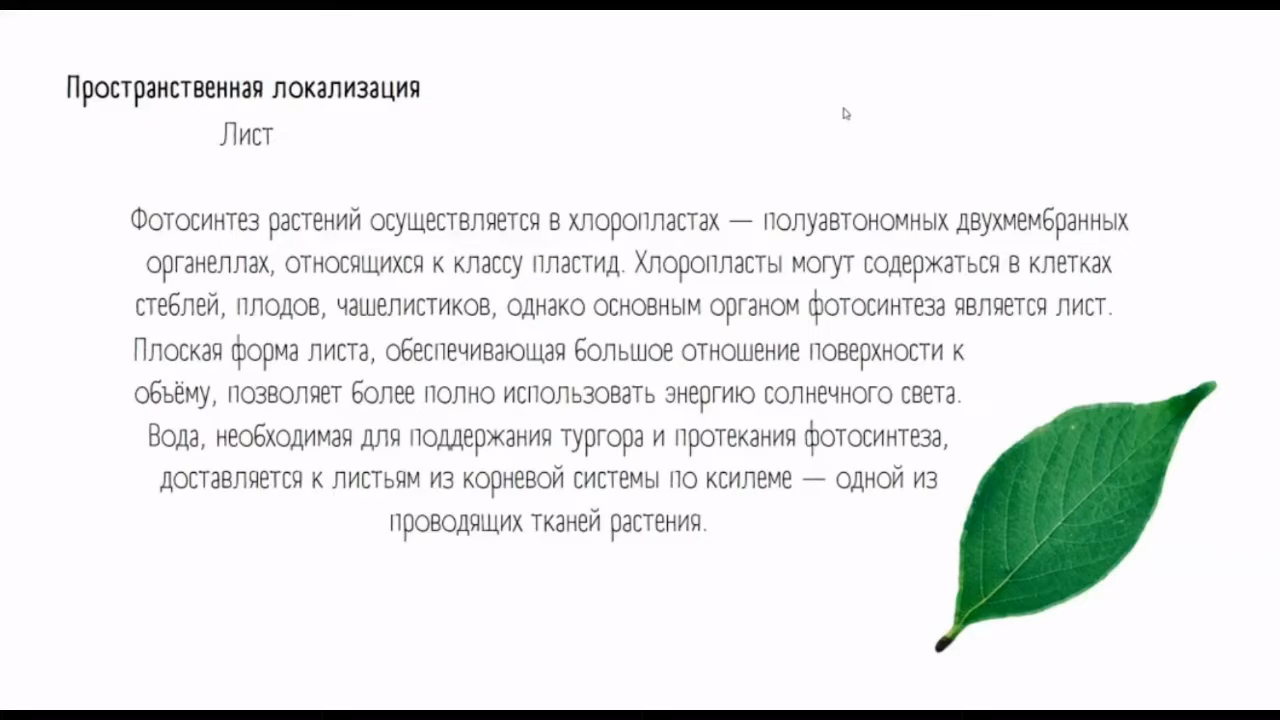 Пространственная локализация
Лист
Фотосинтез растений осуществляется в хлоропластах — полуавтономных двухмембранных
органеллах, относящихся к классу пластид. Хлоропласты могут содержаться в клетках
стеблей, плодов, чашелистиков, однако основным органом фотосинтеза является лист.
Плоская форма листа, обеспечивающая большое отношение поверхности к
объёму, позволяет более полно использовать энергию солнечного света.
Вода, необходимая для поддержания тургора и протекания фотосинтеза,
доставляется к листьям из корневой системы по ксилеме — одной из
проводящих тканей растения.